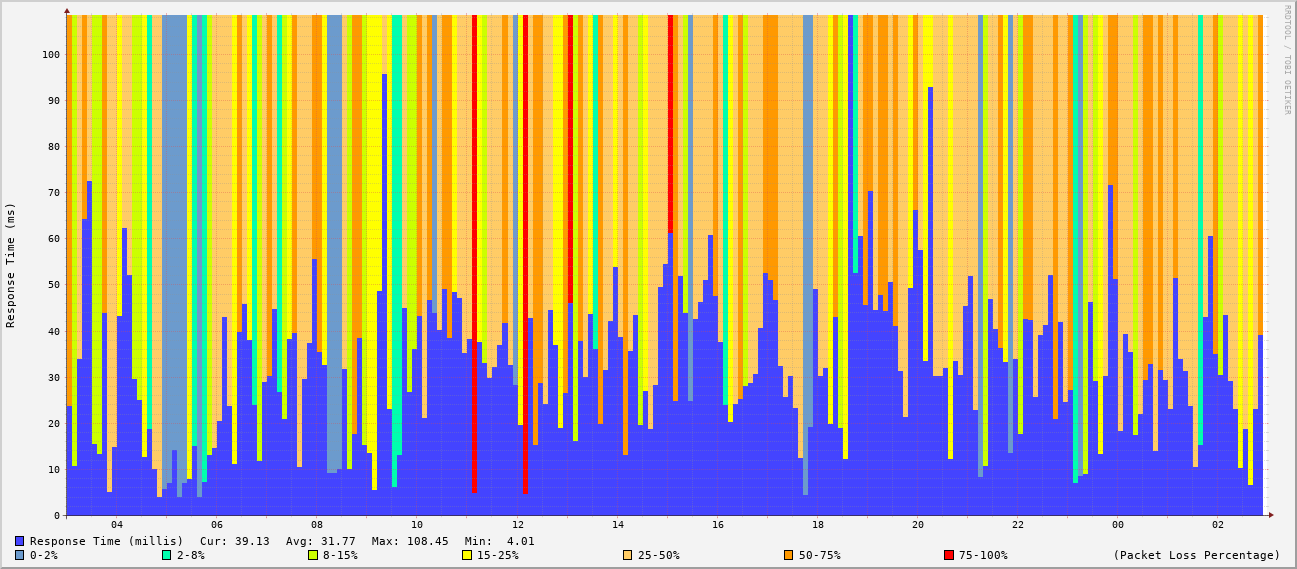 RRDTOOL / TOBI OETIKER
Response Time (ms)
100
90
80
70
60
50
40
30
20
10
0
04 06 08 10 12 14 16 18 20 22 00 02
Response Time (millis) Cur: 39.13 Avg: 31.77 Max: 108.45 Min: 4.01
0-2% 2-8% 8-15% 15-25% 25-50% 50-75% 75-100% (Packet Loss Percentage)